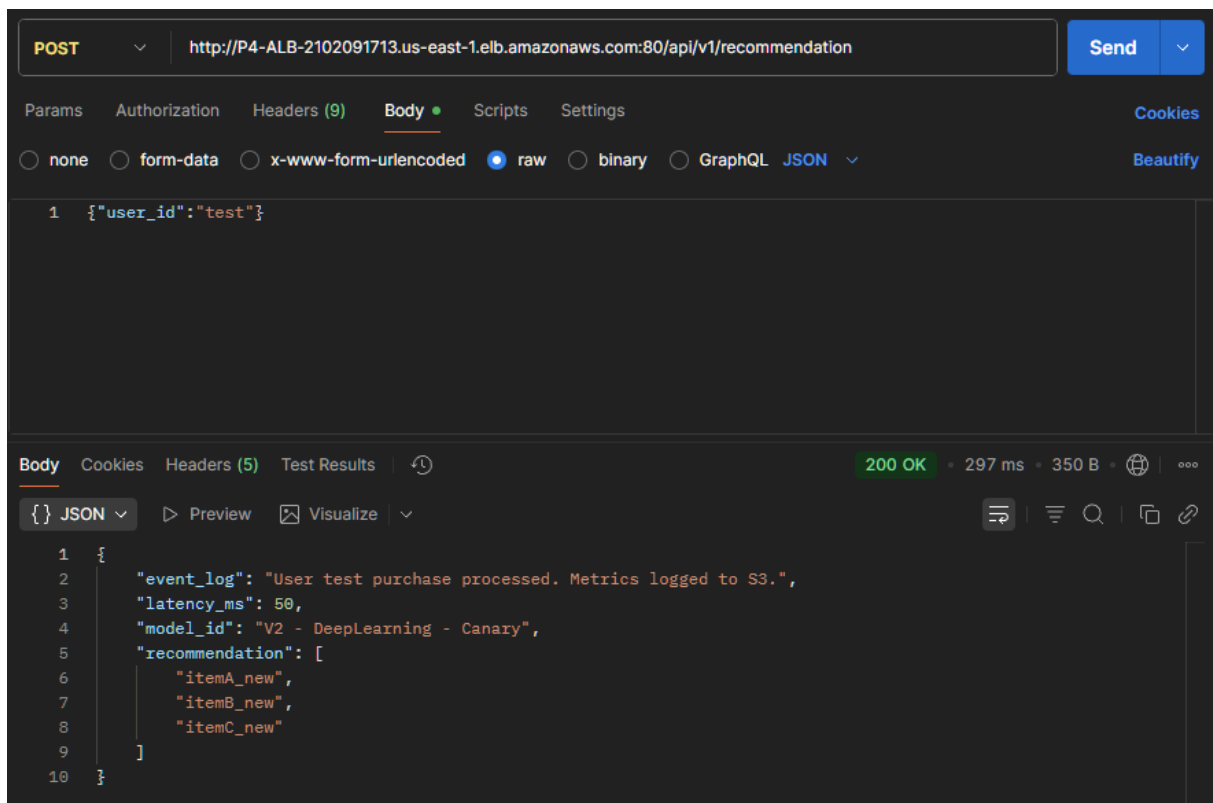 POST http://P4-ALB-2102091713.us-east-1.elb.amazonaws.com:80/api/v1/recommendation Send
Params Authorization Headers (9) Body Scripts Settings Cookies
none form-data x-www-form-urlencoded raw binary GraphQL JSON Beautify
1 {"user_id":"test"}
Body Cookies Headers (5) Test Results 200 OK • 297 ms • 350 B •
{} JSON Preview Visualize
1 {
2 "event_log": "User test purchase processed. Metrics logged to S3.",
3 "latency_ms": 50,
4 "model_id": "V2 - DeepLearning - Canary",
5 "recommendation": [
6 "itemA_new",
7 "itemB_new",
8 "itemC_new"
9 ]
10 }